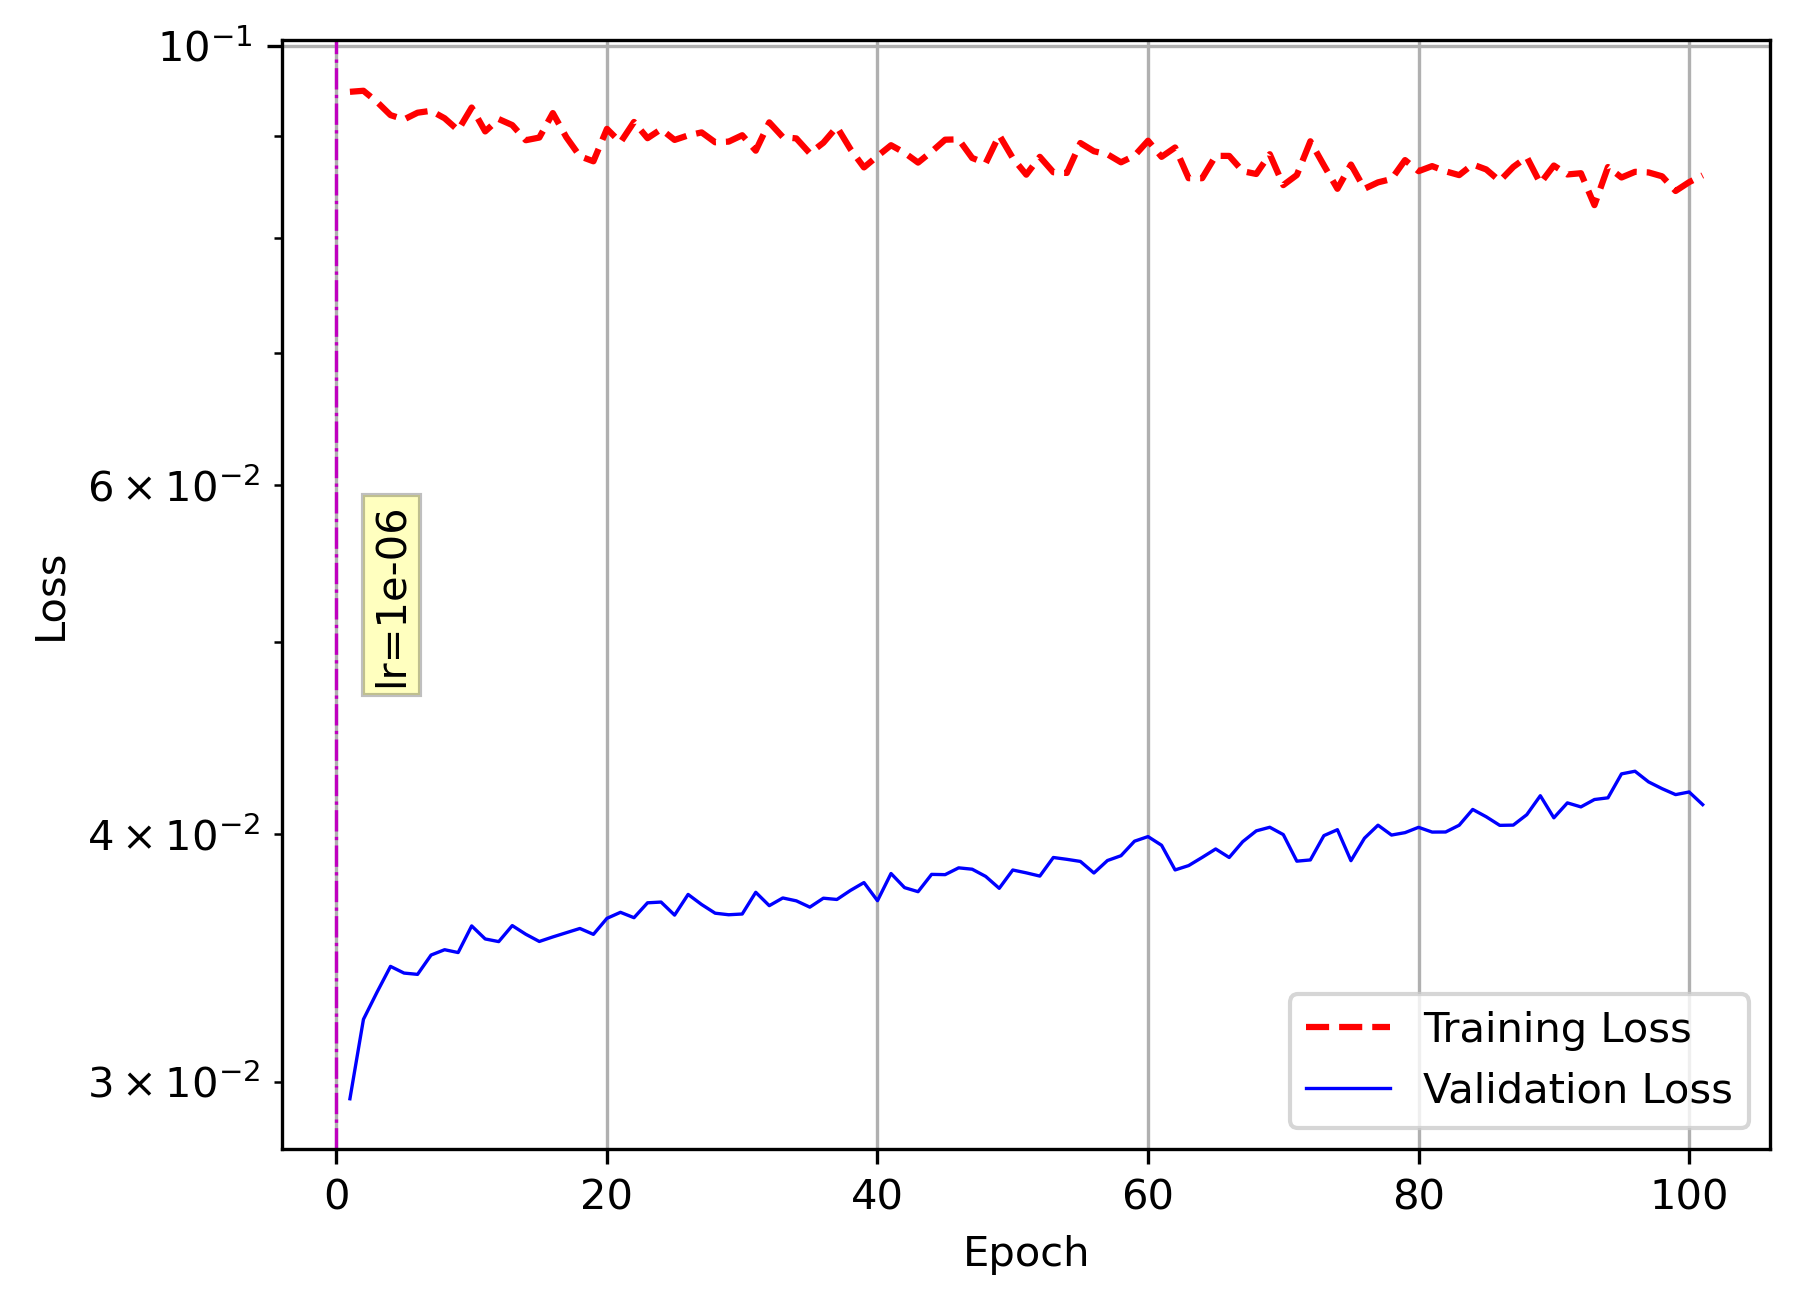 10⁻¹
6 × 10⁻²
4 × 10⁻²
3 × 10⁻²
Loss
lr=1e-06
Training Loss
Validation Loss
0 20 40 60 80 100
Epoch